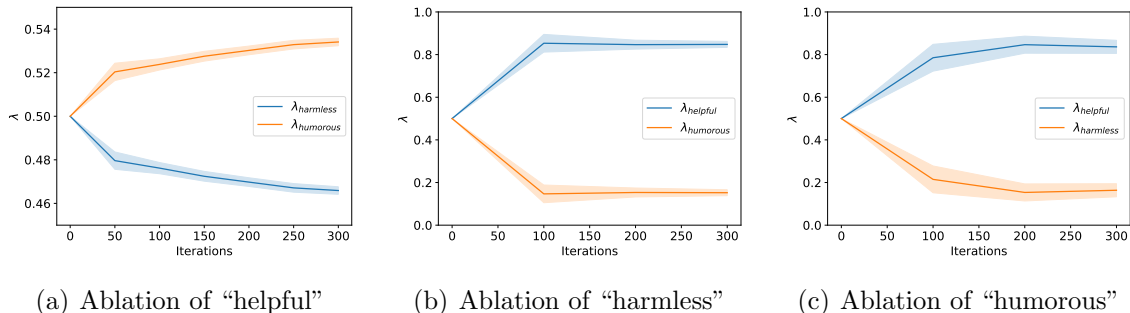 0.54
0.52
0.50
0.48
0.46
λ
0 50 100 150 200 250 300
Iterations
λharmless
λhumorous
(a) Ablation of “helpful”
1.0
0.8
0.6
0.4
0.2
0.0
λ
0 50 100 150 200 250 300
Iterations
λhelpful
λhumorous
(b) Ablation of “harmless”
1.0
0.8
0.6
0.4
0.2
0.0
λ
0 50 100 150 200 250 300
Iterations
λhelpful
λharmless
(c) Ablation of “humorous”